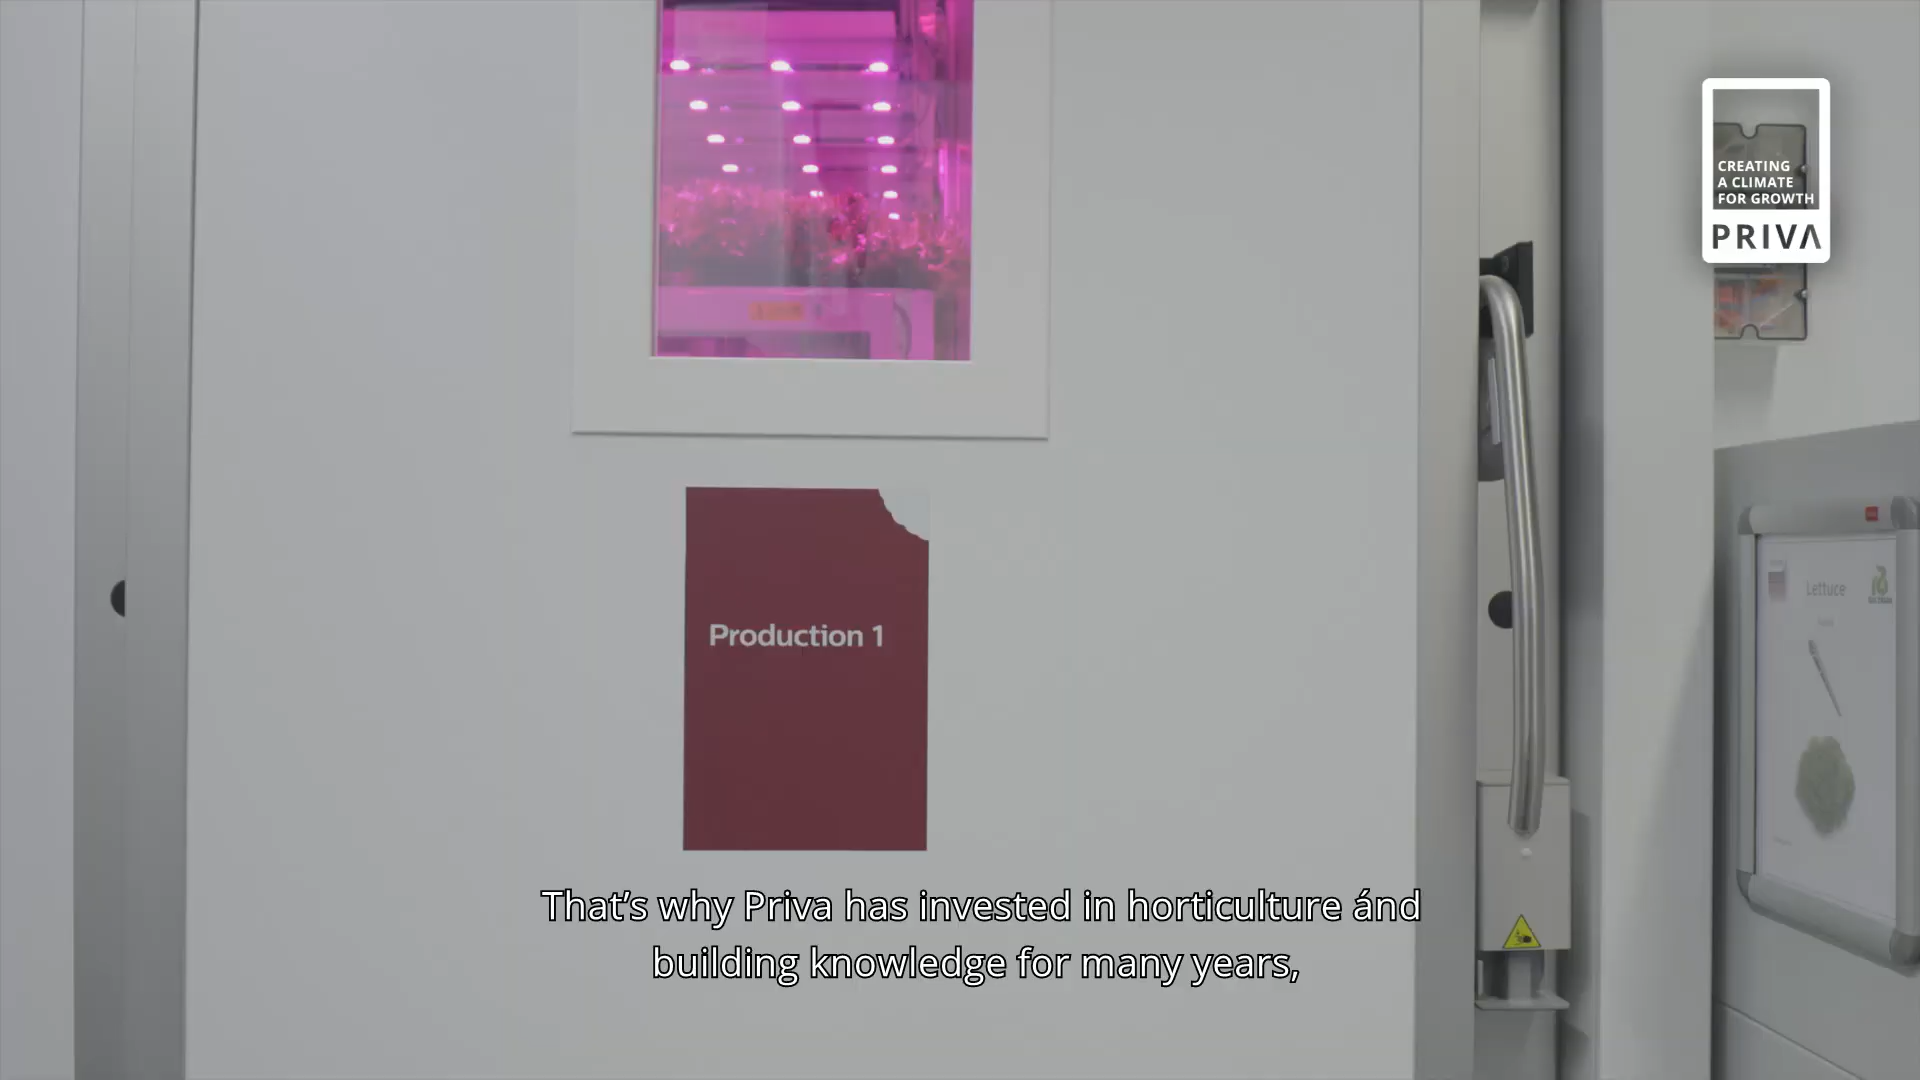 CREATING
A CLIMATE
FOR GROWTH
PRIVA
Lettuce
Production 1
That’s why Priva has invested in horticulture ánd
building knowledge for many years,